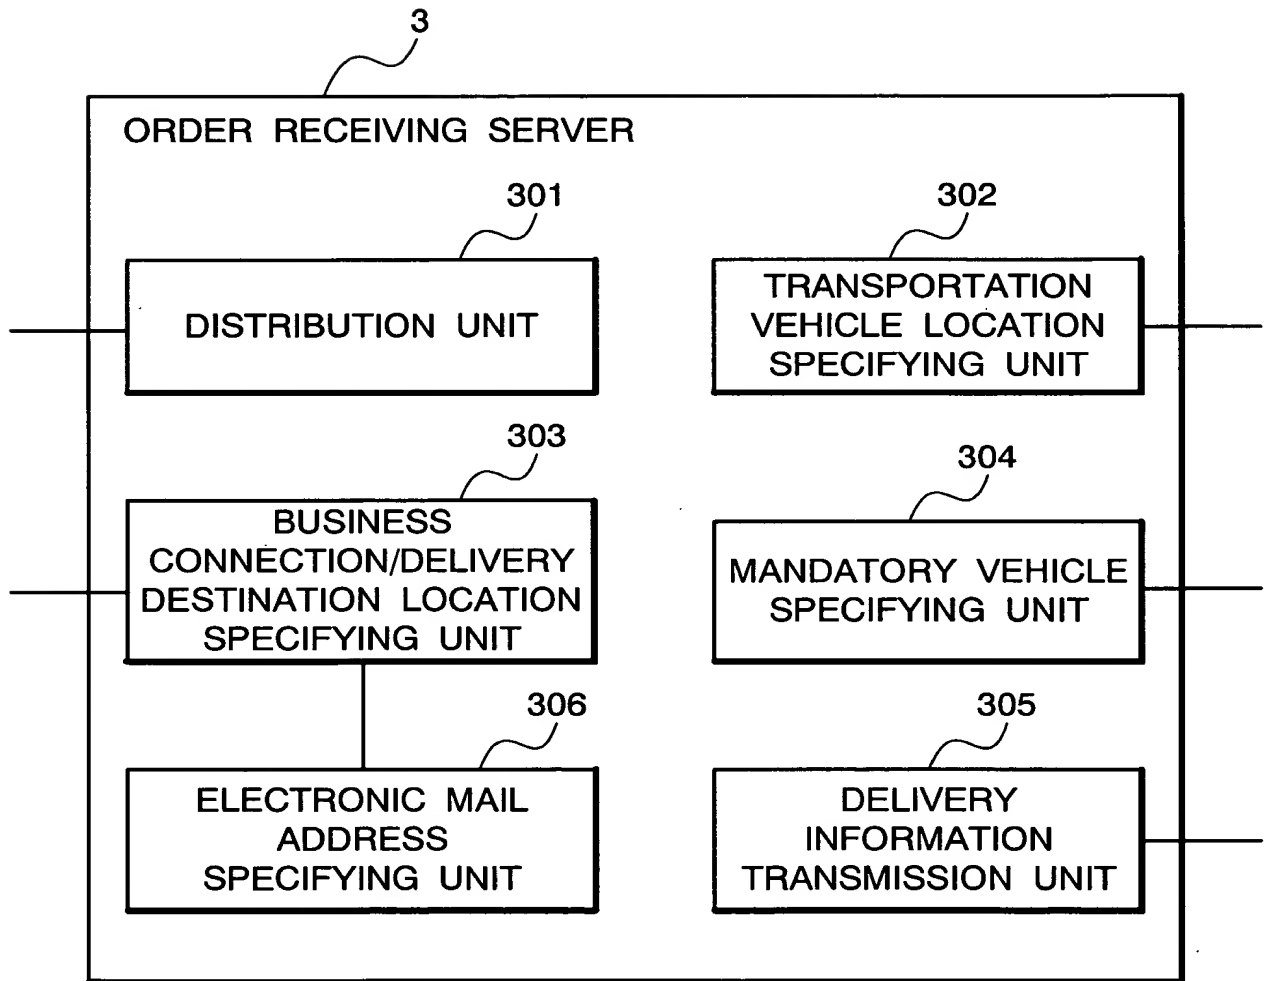 3
ORDER RECEIVING SERVER
301
DISTRIBUTION UNIT
302
TRANSPORTATION
VEHICLE LOCATION
SPECIFYING UNIT
303
BUSINESS
CONNECTION/DELIVERY
DESTINATION LOCATION
SPECIFYING UNIT
304
MANDATORY VEHICLE
SPECIFYING UNIT
306
ELECTRONIC MAIL
ADDRESS
SPECIFYING UNIT
305
DELIVERY
INFORMATION
TRANSMISSION UNIT